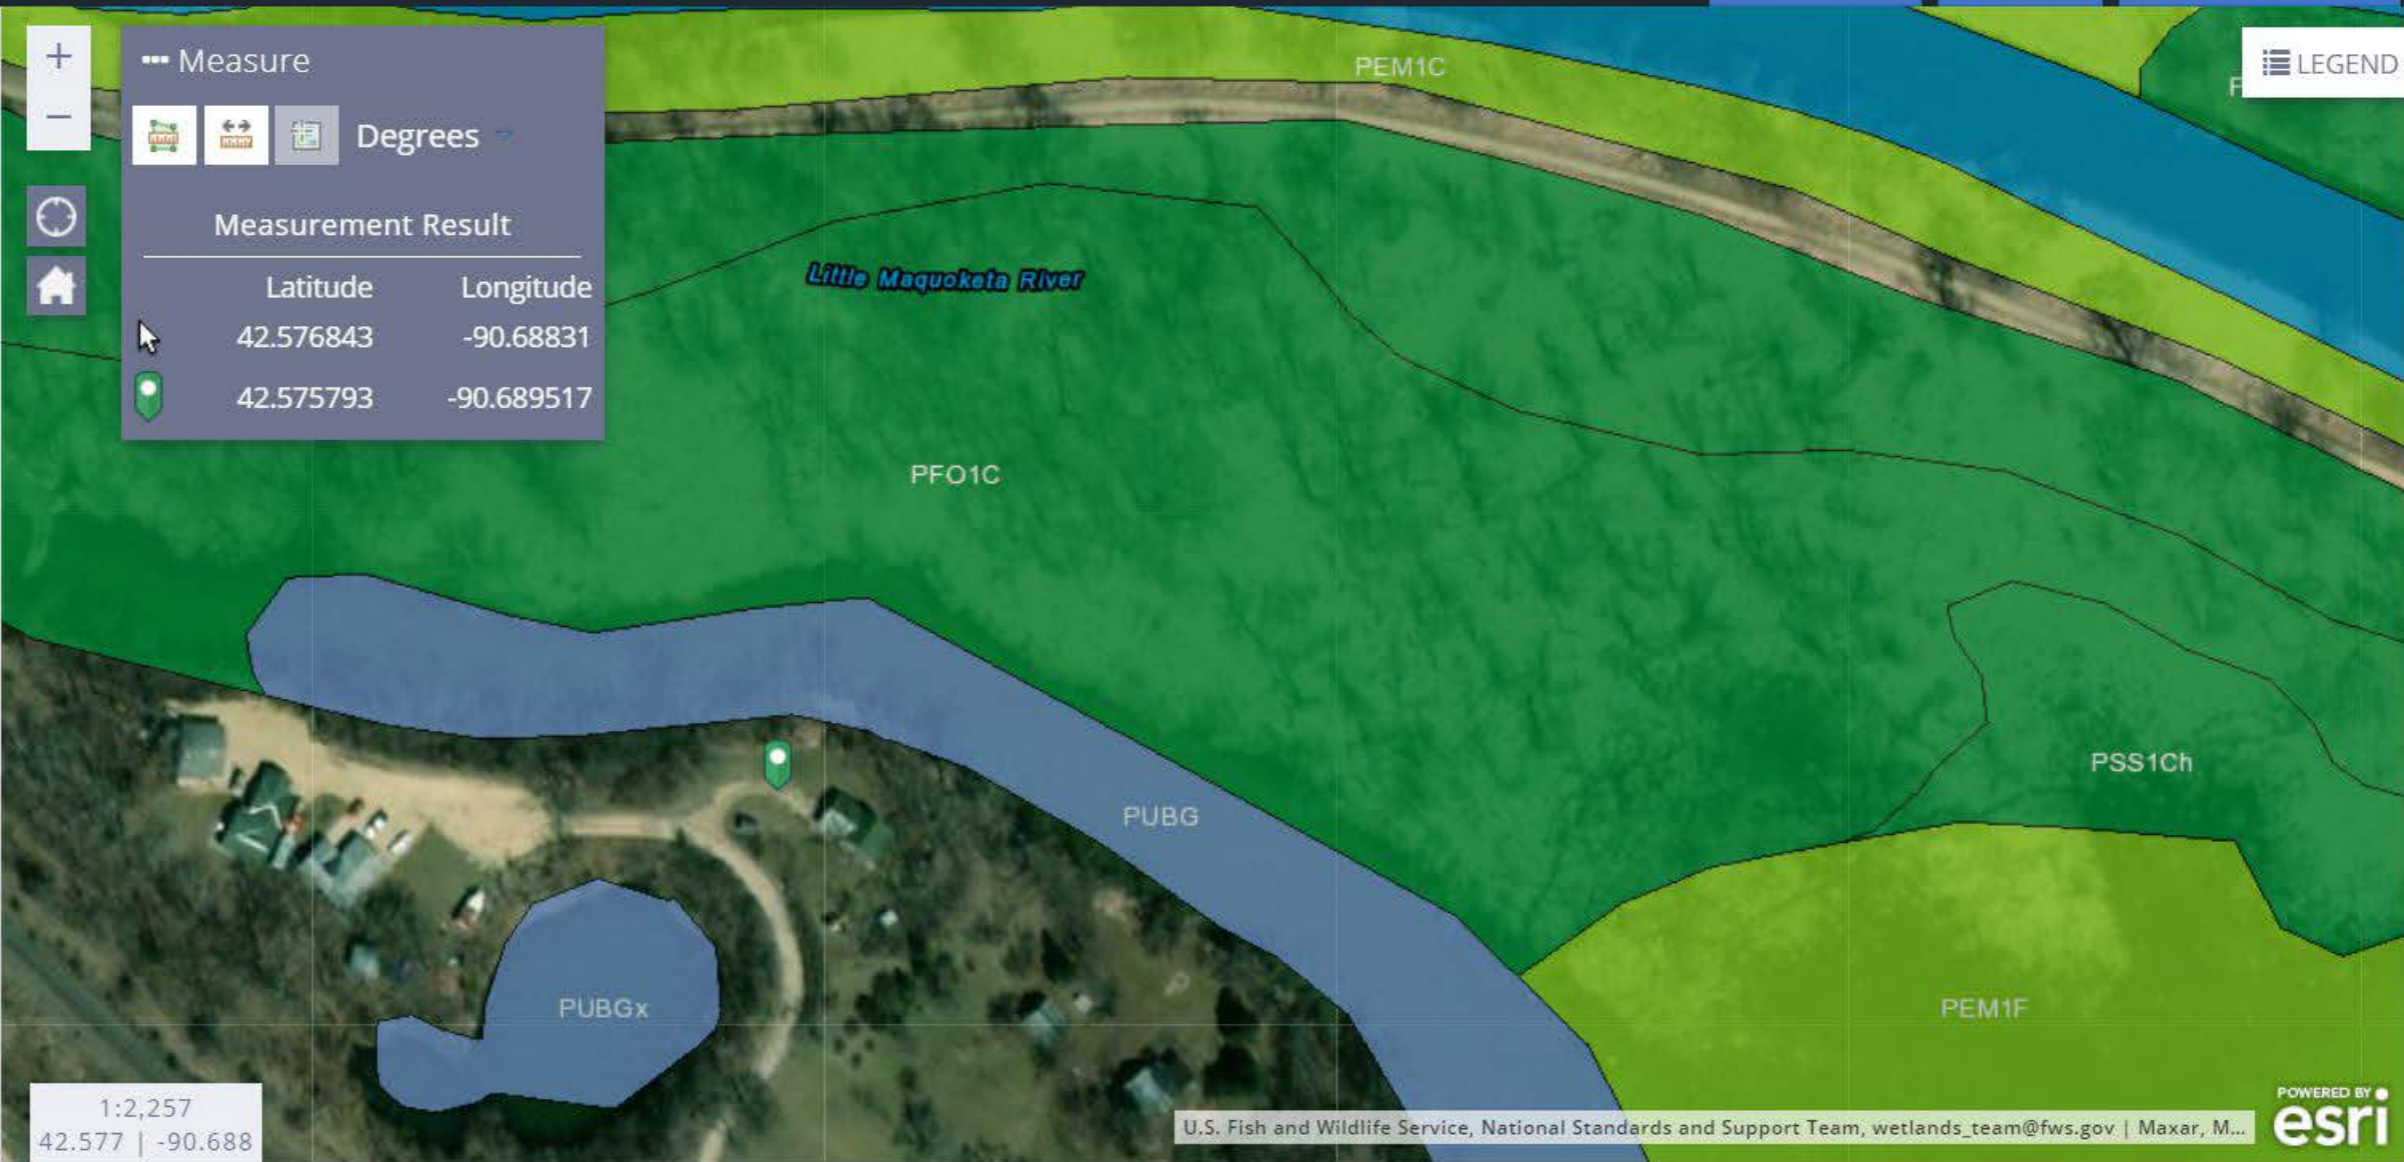 +
PEM1C
LEGEND
F
Measure
−
Degrees
Measurement Result
Latitude Longitude
42.576843 -90.68831
42.575793 -90.689517
Little Maquoketa River
PFO1C
PSS1Ch
PUBG
PUBGx
PEM1F
1:2,257
42.577 | -90.688
U.S. Fish and Wildlife Service, National Standards and Support Team, wetlands_team@fws.gov | Maxar, M...
POWERED BY
esri